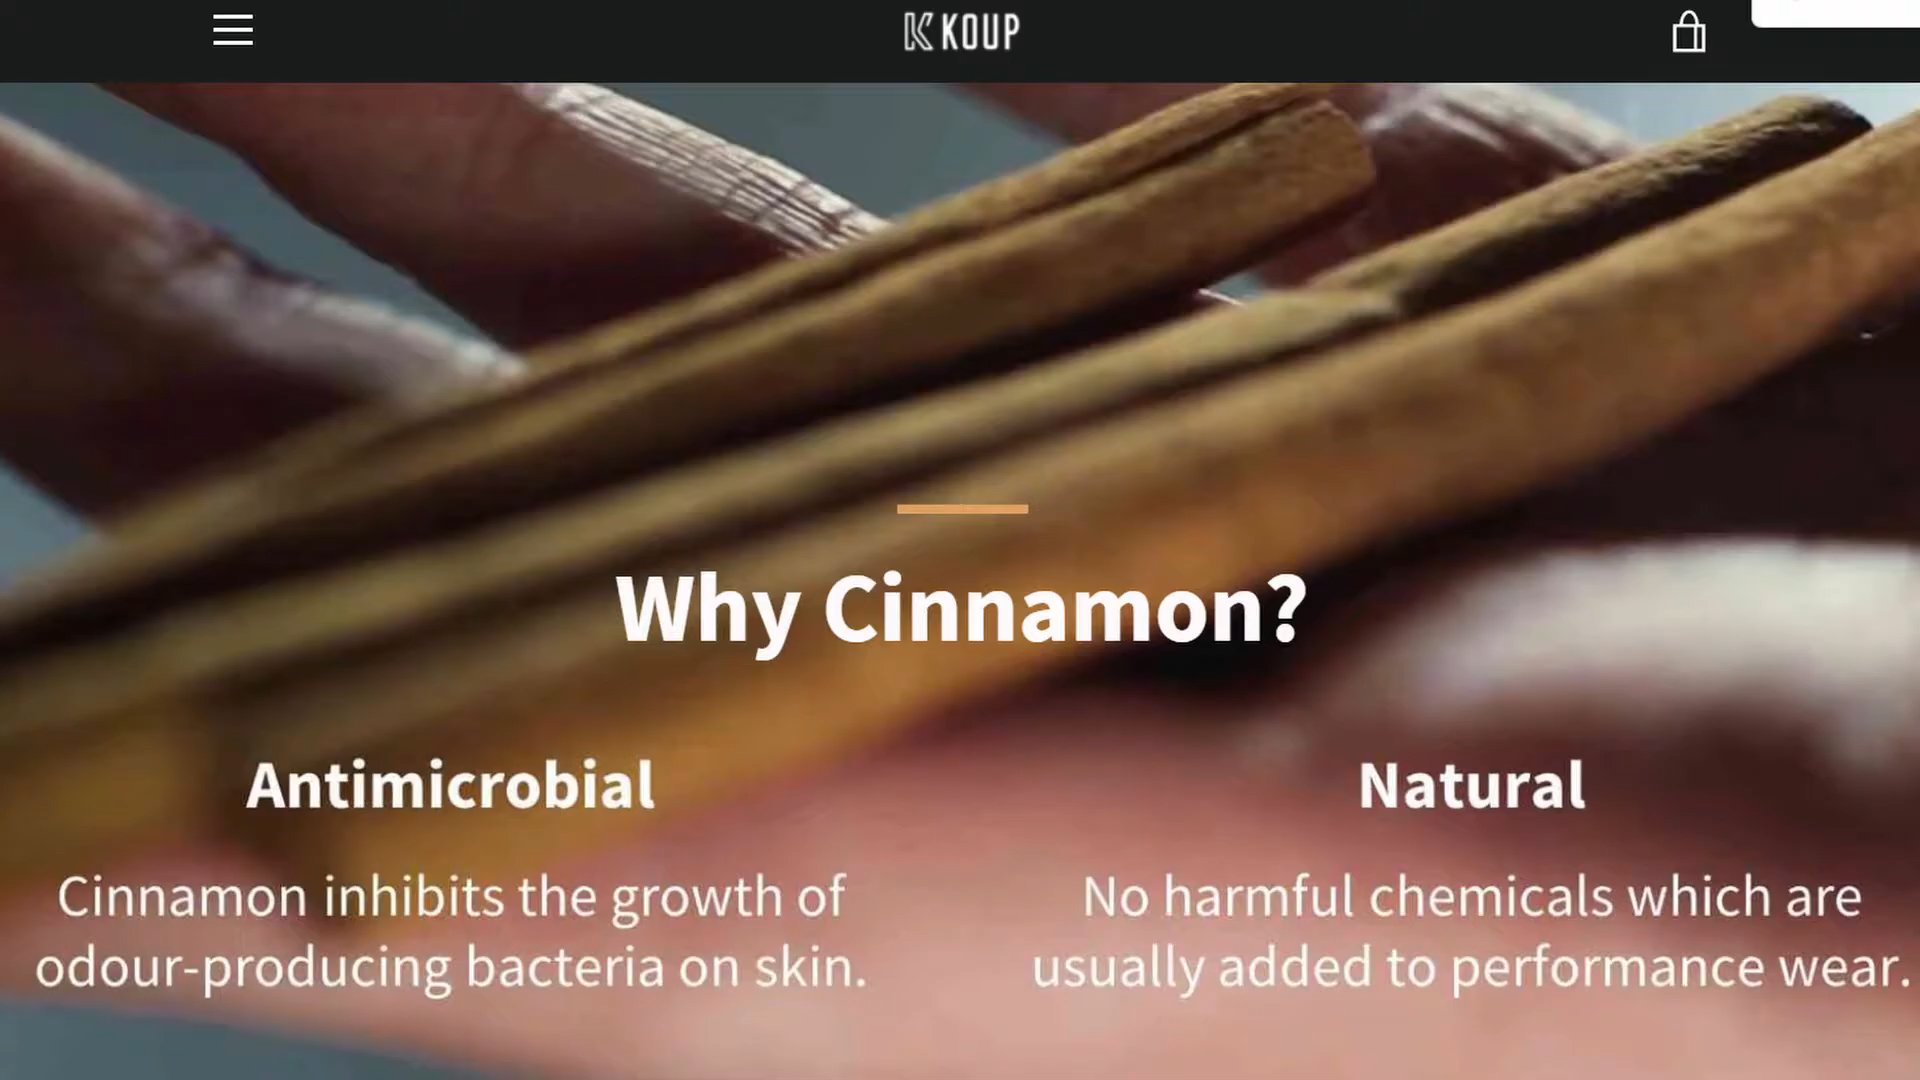 KOUP
Why Cinnamon?
Antimicrobial
Cinnamon inhibits the growth of
odour-producing bacteria on skin.
Natural
No harmful chemicals which are
usually added to performance wear.